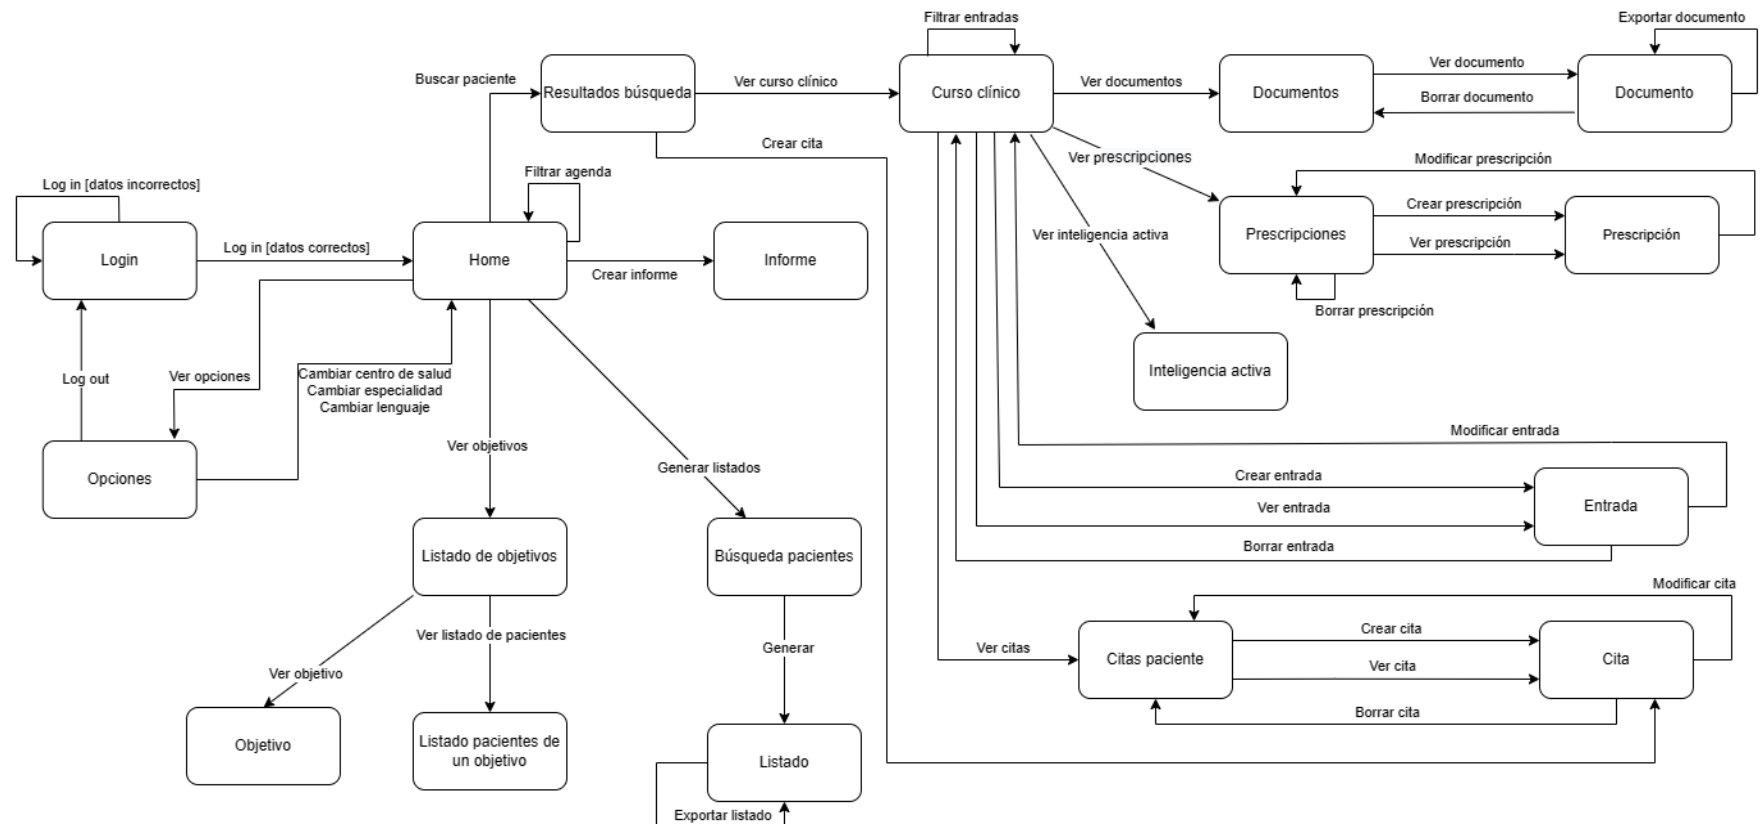 Filtrar entradas
Exportar documento
Buscar paciente
Resultados búsqueda
Ver curso clínico
Curso clínico
Ver documentos
Documentos
Ver documento
Borrar documento
Documento
Crear cita
Ver prescripciones
Modificar prescripción
Log in [datos incorrectos]
Filtrar agenda
Login
Log in [datos correctos]
Home
Crear informe
Informe
Ver inteligencia activa
Prescripciones
Crear prescripción
Ver prescripción
Prescripción
Borrar prescripción
Log out
Ver opciones
Cambiar centro de salud
Cambiar especialidad
Cambiar lenguaje
Inteligencia activa
Opciones
Ver objetivos
Generar listados
Modificar entrada
Crear entrada
Ver entrada
Entrada
Borrar entrada
Listado de objetivos
Búsqueda pacientes
Modificar cita
Ver objetivo
Ver listado de pacientes
Generar
Ver citas
Citas paciente
Crear cita
Ver cita
Cita
Borrar cita
Objetivo
Listado pacientes de
un objetivo
Listado
Exportar listado